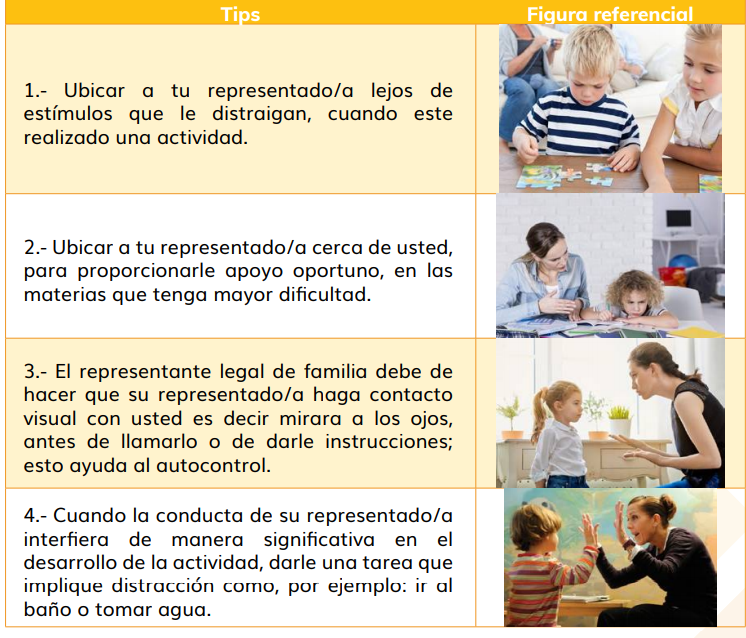 Tips
Figura referencial
1.- Ubicar a tu representado/a lejos de
estímulos que le distraigan, cuando este
realizado una actividad.
2.- Ubicar a tu representado/a cerca de usted,
para proporcionarle apoyo oportuno, en las
materias que tenga mayor dificultad.
3.- El representante legal de familia debe de
hacer que su representado/a haga contacto
visual con usted es decir mirara a los ojos,
antes de llamarlo o de darle instrucciones;
esto ayuda al autocontrol.
4.- Cuando la conducta de su representado/a
interfiera de manera significativa en el
desarrollo de la actividad, darle una tarea que
implique distracción como, por ejemplo: ir al
baño o tomar agua.